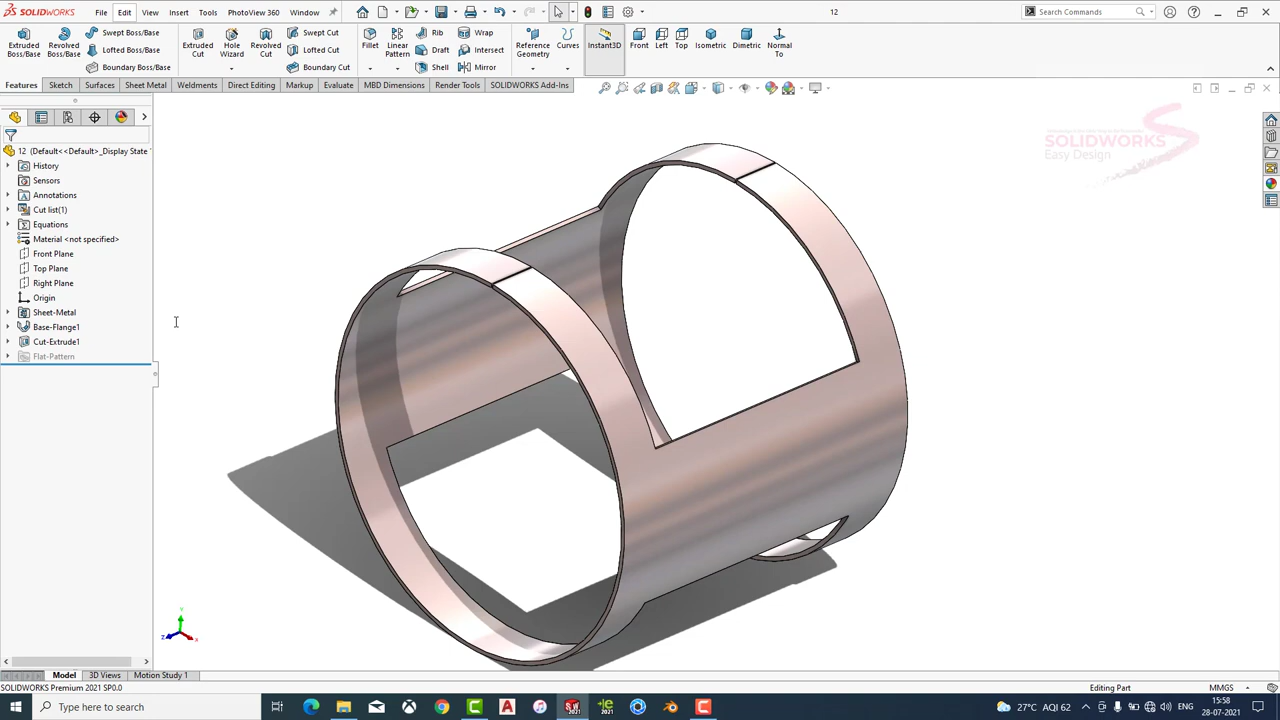 SOLIDWORKS File Edit View Insert Tools PhotoView 360 Window 12 Search Commands
Extruded Boss/Base
Revolved Boss/Base
Swept Boss/Base
Lofted Boss/Base
Boundary Boss/Base
Extruded Cut
Hole Wizard
Revolved Cut
Swept Cut
Lofted Cut
Boundary Cut
Fillet
Linear Pattern
Rib
Draft
Shell
Wrap
Intersect
Mirror
Reference Geometry
Curves
Instant3D
Front
Left
Top
Isometric
Dimetric
Normal To
Features Sketch Surfaces Sheet Metal Weldments Direct Editing Markup Evaluate MBD Dimensions Render Tools SOLIDWORKS Add-Ins
12 (Default<<Default>_Display State
History
Sensors
Annotations
Cut list(1)
Equations
Material <not specified>
Front Plane
Top Plane
Right Plane
Origin
Sheet-Metal
Base-Flange1
Cut-Extrude1
Flat-Pattern
SOLIDWORKS
Easy Design
Y
Z
X
Model 3D Views Motion Study 1
SOLIDWORKS Premium 2021 SP0.0 Editing Part MMGS
Type here to search
27°C AQI 62 ENG
15:58
28-07-2021